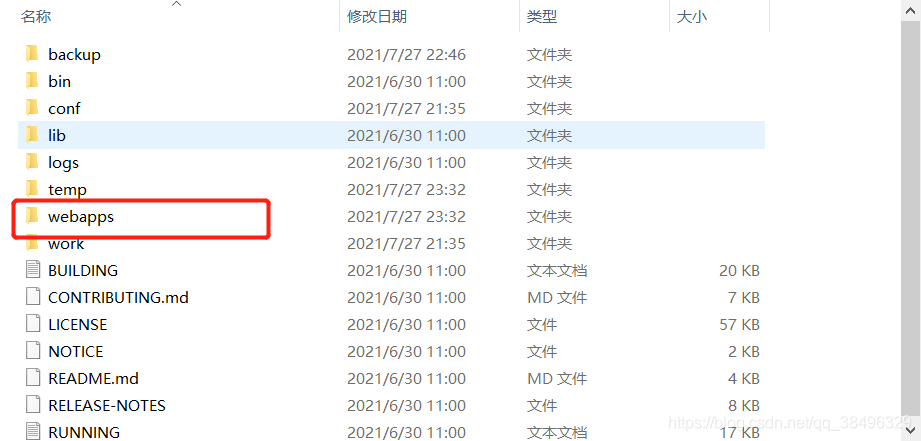 名称 修改日期 类型 大小
backup 2021/7/27 22:46 文件夹
bin 2021/6/30 11:00 文件夹
conf 2021/7/27 21:35 文件夹
lib 2021/6/30 11:00 文件夹
logs 2021/6/30 11:00 文件夹
temp 2021/7/27 23:32 文件夹
webapps 2021/7/27 23:32 文件夹
work 2021/7/27 21:35 文件夹
BUILDING 2021/6/30 11:00 文本文档 20 KB
CONTRIBUTING.md 2021/6/30 11:00 MD 文件 7 KB
LICENSE 2021/6/30 11:00 文件 57 KB
NOTICE 2021/6/30 11:00 文件 2 KB
README.md 2021/6/30 11:00 MD 文件 4 KB
RELEASE-NOTES 2021/6/30 11:00 文件 8 KB
https://blog.csdn.net/qq_38496329
RUNNING 2021/6/30 11:00 文本文档 17 KB